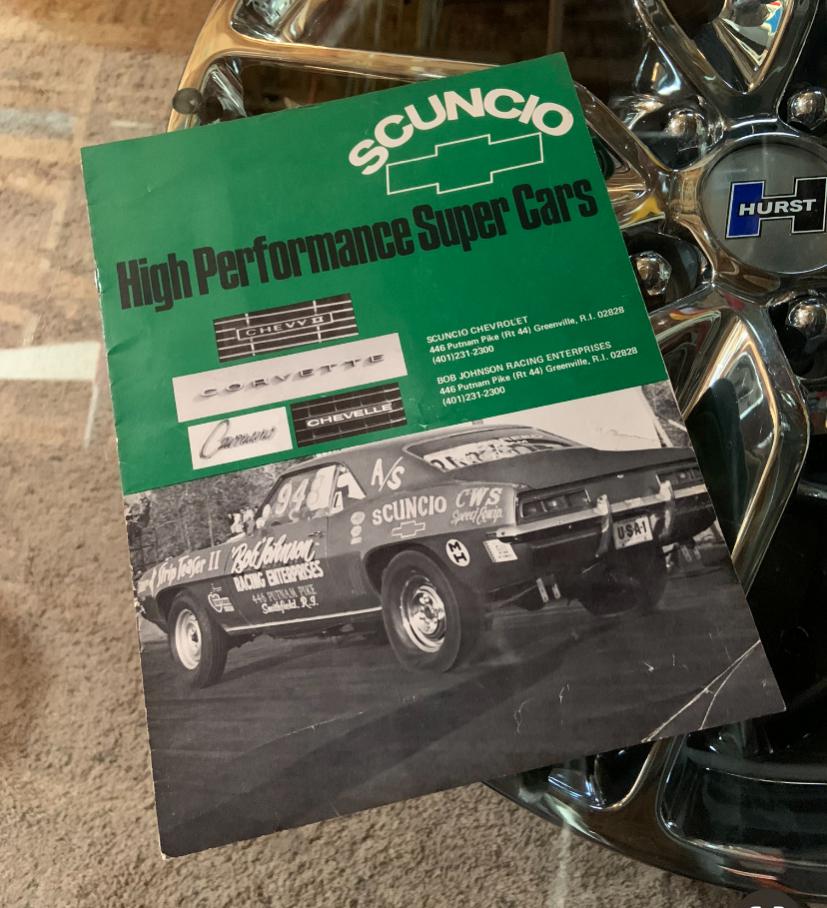 SCUNCIO
High Performance Super Cars
CHEVY II
CORVETTE
Camaro
CHEVELLE
SCUNCIO CHEVROLET
446 Putnam Pike (Rt 44) Greenville, R.I. 02828
(401)231-2300
BOB JOHNSON RACING ENTERPRISES
446 Putnam Pike (Rt 44) Greenville, R.I. 02828
(401)231-2300
A/S
SCUNCIO
CWS
Speed Equip.
USA-1
Strip Teaser II
"Bob" Johnson
RACING ENTERPRISES
446 PUTNAM PIKE
Smithfield, R.I.
HURST